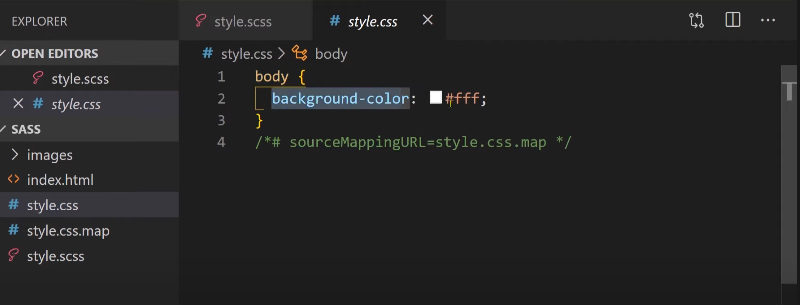 EXPLORER
OPEN EDITORS
style.scss
style.css
SASS
images
index.html
style.css
style.css.map
style.scss
style.scss style.css
# style.css > body
1 body {
2 background-color: #fff;
3 }
4 /*# sourceMappingURL=style.css.map */